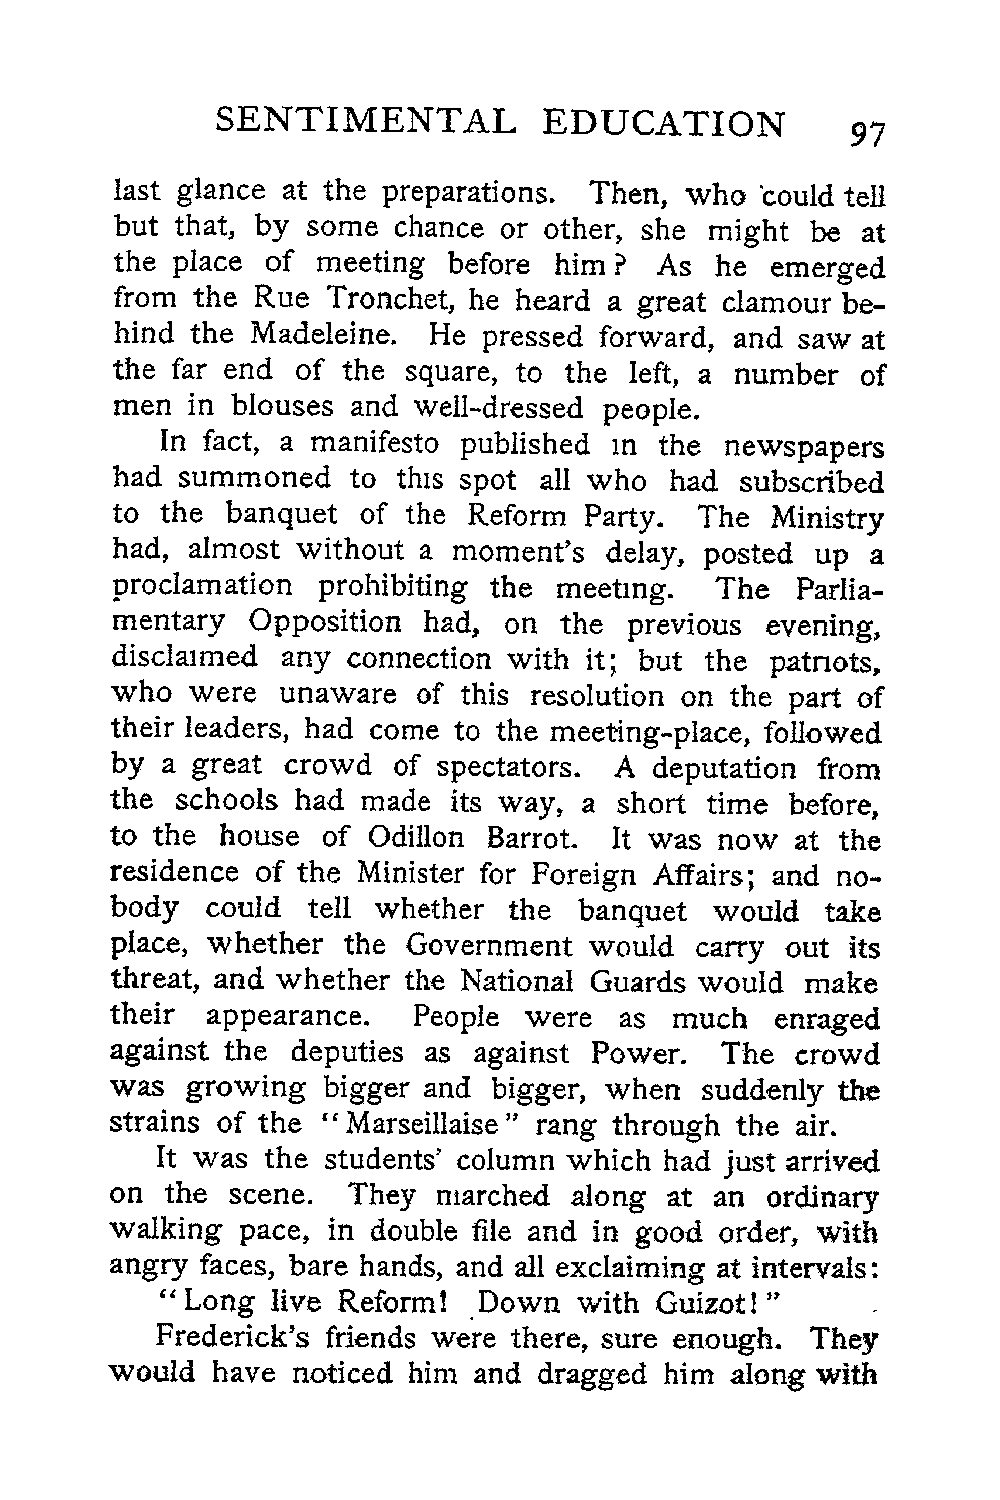 SENTIMENTAL EDUCATION 97
last glance at the preparations. Then, who could tell
but that, by some chance or other, she might be at
the place of meeting before him? As he emerged
from the Rue Tronchet, he heard a great clamour be-
hind the Madeleine. He pressed forward, and saw at
the far end of the square, to the left, a number of
men in blouses and well-dressed people.
In fact, a manifesto published in the newspapers
had summoned to this spot all who had subscribed
to the banquet of the Reform Party. The Ministry
had, almost without a moment's delay, posted up a
proclamation prohibiting the meeting. The Parlia-
mentary Opposition had, on the previous evening,
disclaimed any connection with it; but the patriots,
who were unaware of this resolution on the part of
their leaders, had come to the meeting-place, followed
by a great crowd of spectators. A deputation from
the schools had made its way, a short time before,
to the house of Odillon Barrot. It was now at the
residence of the Minister for Foreign Affairs; and no-
body could tell whether the banquet would take
place, whether the Government would carry out its
threat, and whether the National Guards would make
their appearance. People were as much enraged
against the deputies as against Power. The crowd
was growing bigger and bigger, when suddenly the
strains of the "Marseillaise" rang through the air.
It was the students' column which had just arrived
on the scene. They marched along at an ordinary
walking pace, in double file and in good order, with
angry faces, bare hands, and all exclaiming at intervals:
"Long live Reform! Down with Guizot!"
Frederick's friends were there, sure enough. They
would have noticed him and dragged him along with